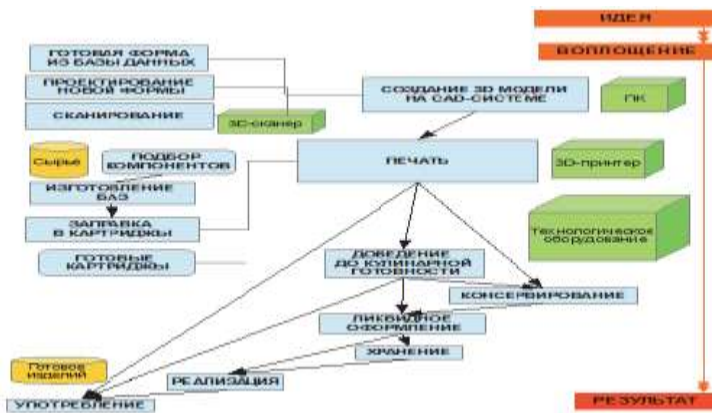 ИДЕЯ
ВОПЛОЩЕНИЕ
ГОТОВАЯ ФОРМА
ИЗ БАЗЫ ДАННЫХ
ПРОЕКТИРОВАНИЕ
НОВОЙ ФОРМЫ
СКАНИРОВАНИЕ
3D-сканер
СОЗДАНИЕ 3D МОДЕЛИ
НА CAD-СИСТЕМЕ
ПК
Сырье
ПОДБОР
КОМПОНЕНТОВ
ПЕЧАТЬ
3D-принтер
ИЗГОТОВЛЕНИЕ
БАЗ
ЗАПРАВКА
В КАРТРИДЖЫ
ГОТОВЫЕ
КАРТРИДЖЫ
Технологическое
оборудование
ДОВЕДЕНИЕ
ДО КУЛИНАРНОЙ
ГОТОВНОСТИ
КОНСЕРВИРОВАНИЕ
ЛИКВИДНОЕ
ОФОРМЛЕНИЕ
ХРАНЕНИЕ
Готовое
изделий
РЕАЛИЗАЦИЯ
УПОТРЕБЛЕНИЕ
РЕЗУЛЬТАТ